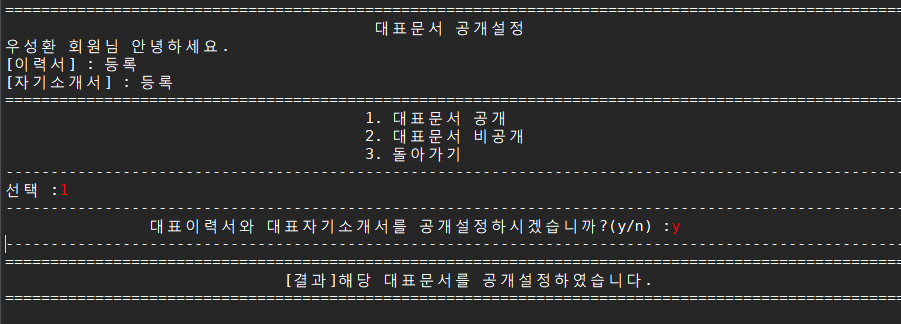 ====================================================================================================
대표문서 공개설정
우성환 회원님 안녕하세요.
[이력서] : 등록
[자기소개서] : 등록
====================================================================================================
1. 대표문서 공개
2. 대표문서 비공개
3. 돌아가기
----------------------------------------------------------------------------------------------------
선택 :1
----------------------------------------------------------------------------------------------------
대표이력서와 대표자기소개서를 공개설정하시겠습니까?(y/n) :y
----------------------------------------------------------------------------------------------------
====================================================================================================
[결과]해당 대표문서를 공개설정하였습니다.
====================================================================================================